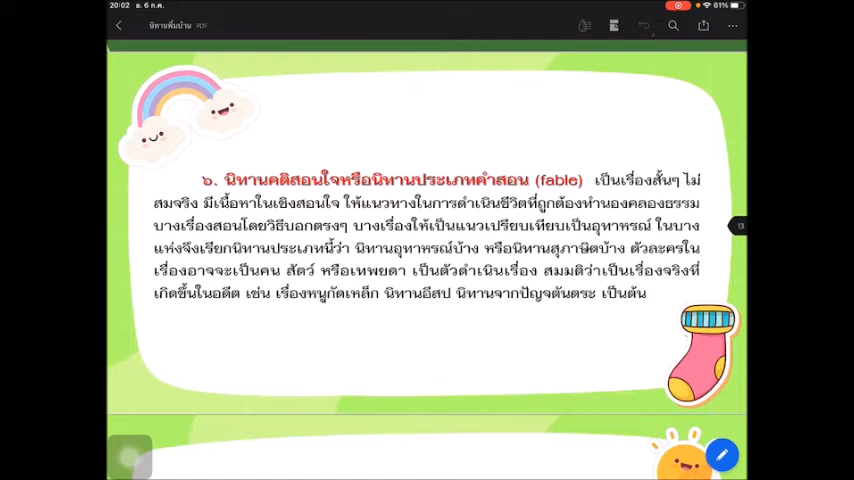 20:02 อ. 6 ก.ค.
61%
นิทานพื้นบ้าน PDF
๖. นิทานคติสอนใจหรือนิทานประเภทคำสอน (fable) เป็นเรื่องสั้นๆ ไม่
สมจริง มีเนื้อหาในเชิงสอนใจ ให้แนวทางในการดำเนินชีวิตที่ถูกต้องทำนองคลองธรรม
บางเรื่องสอนโดยวิธีบอกตรงๆ บางเรื่องให้เป็นแนวเปรียบเทียบเป็นอุทาหรณ์ ในบาง
แห่งจึงเรียกนิทานประเภทนี้ว่า นิทานอุทาหรณ์บ้าง หรือนิทานสุภาษิตบ้าง ตัวละครใน
เรื่องอาจจะเป็นคน สัตว์ หรือเทพยดา เป็นตัวดำเนินเรื่อง สมมติว่าเป็นเรื่องจริงที่
เกิดขึ้นในอดีต เช่น เรื่องหนูกัดเหล็ก นิทานอีสป นิทานจากปัญจตันตระ เป็นต้น
13